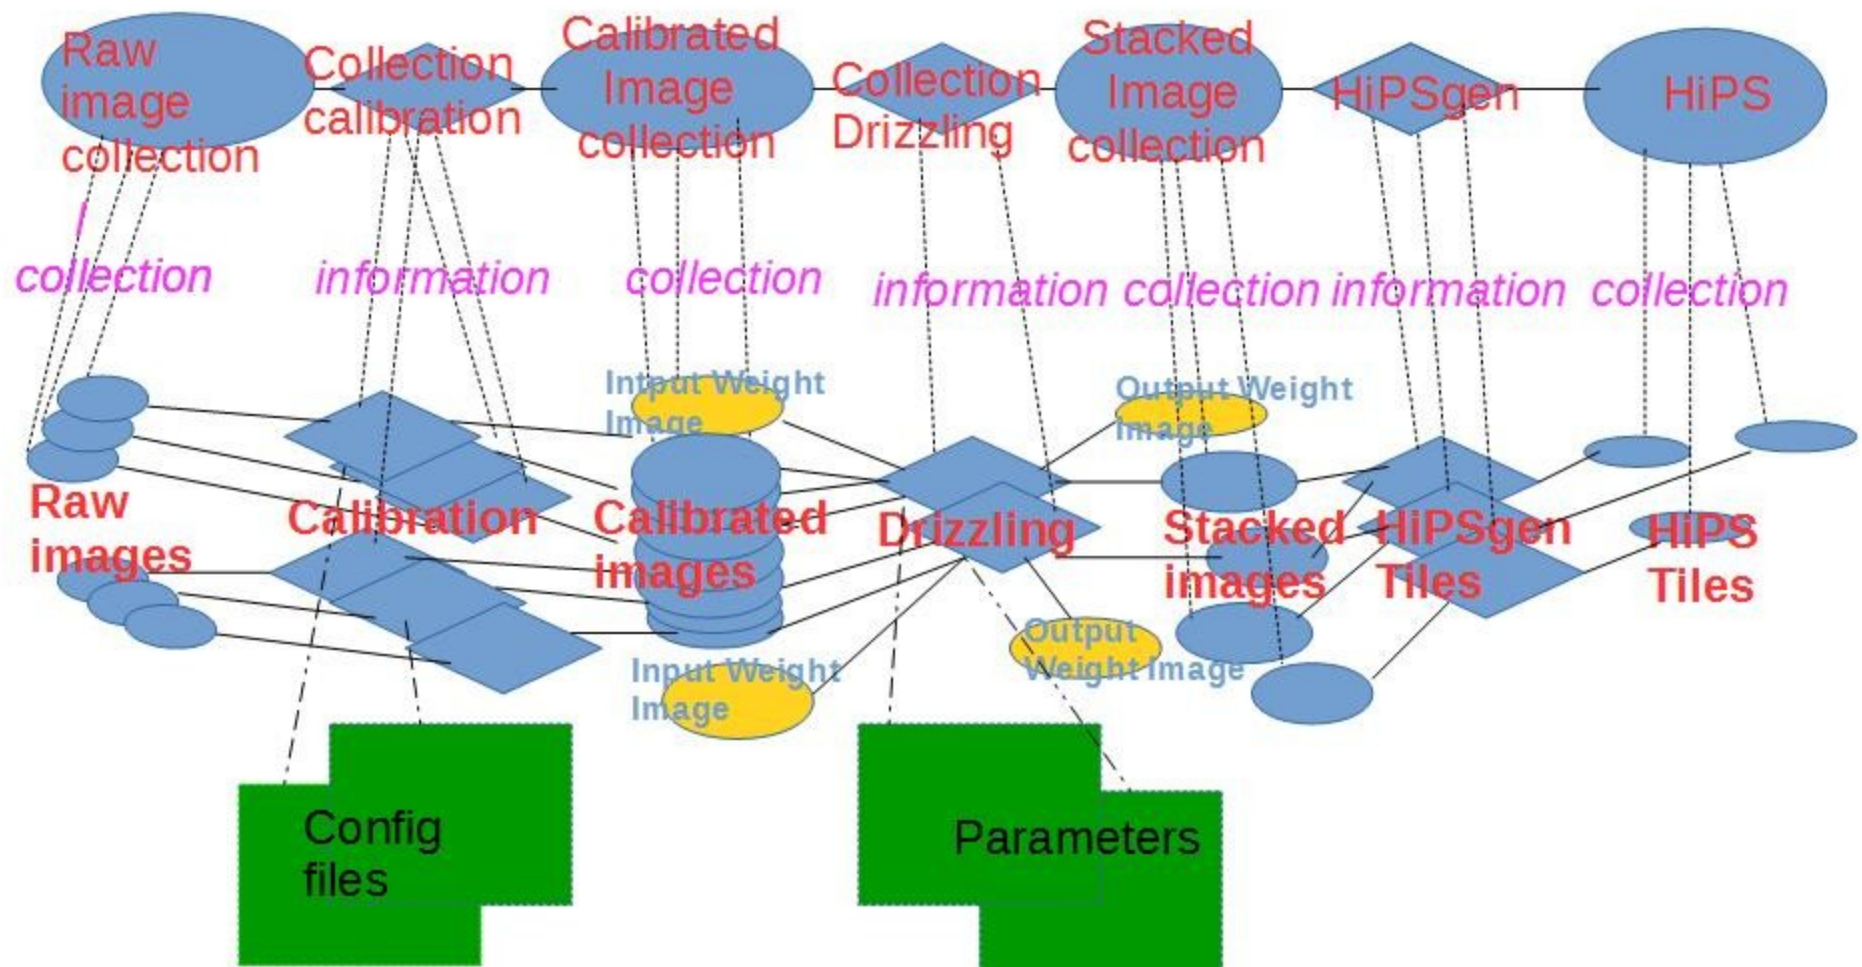 Raw
image
collection
Collection
calibration
Calibrated
Image
collection
Collection
Drizzling
Stacked
Image
collection
HiPSgen
HiPS
l
collection
information
collection
information
collection
information
collection
Intput Weight
Image
Output Weight
Image
Raw
images
Calibration
Calibrated
images
Drizzling
Stacked
images
HiPSgen
Tiles
HiPS
Tiles
Input Weight
Image
Output
Weight Image
Config
files
Parameters